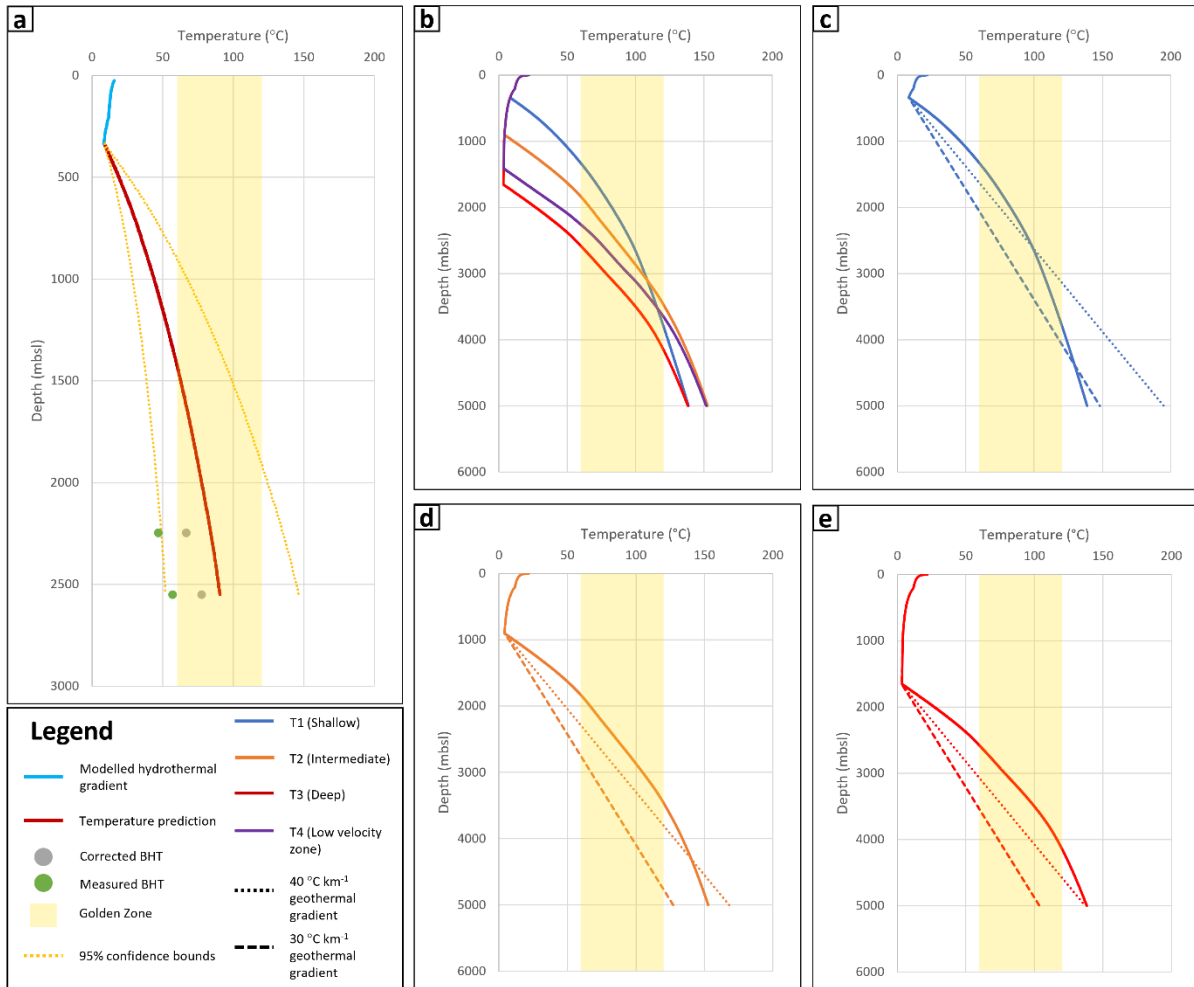 a
Temperature (°C)
0 50 100 150 200
0
500
1000
1500
2000
2500
3000
Depth (mbsl)
b
Temperature (°C)
0 50 100 150 200
0
1000
2000
3000
4000
5000
6000
Depth (mbsl)
c
Temperature (°C)
0 50 100 150 200
0
1000
2000
3000
4000
5000
6000
Depth (mbsl)
Legend
Modelled hydrothermal
gradient
Temperature prediction
Corrected BHT
Measured BHT
Golden Zone
95% confidence bounds
T1 (Shallow)
T2 (Intermediate)
T3 (Deep)
T4 (Low velocity
zone)
40 °C km⁻¹
geothermal
gradient
30 °C km⁻¹
geothermal
gradient
d
Temperature (°C)
0 50 100 150 200
0
1000
2000
3000
4000
5000
6000
Depth (mbsl)
e
Temperature (°C)
0 50 100 150 200
0
1000
2000
3000
4000
5000
6000
Depth (mbsl)